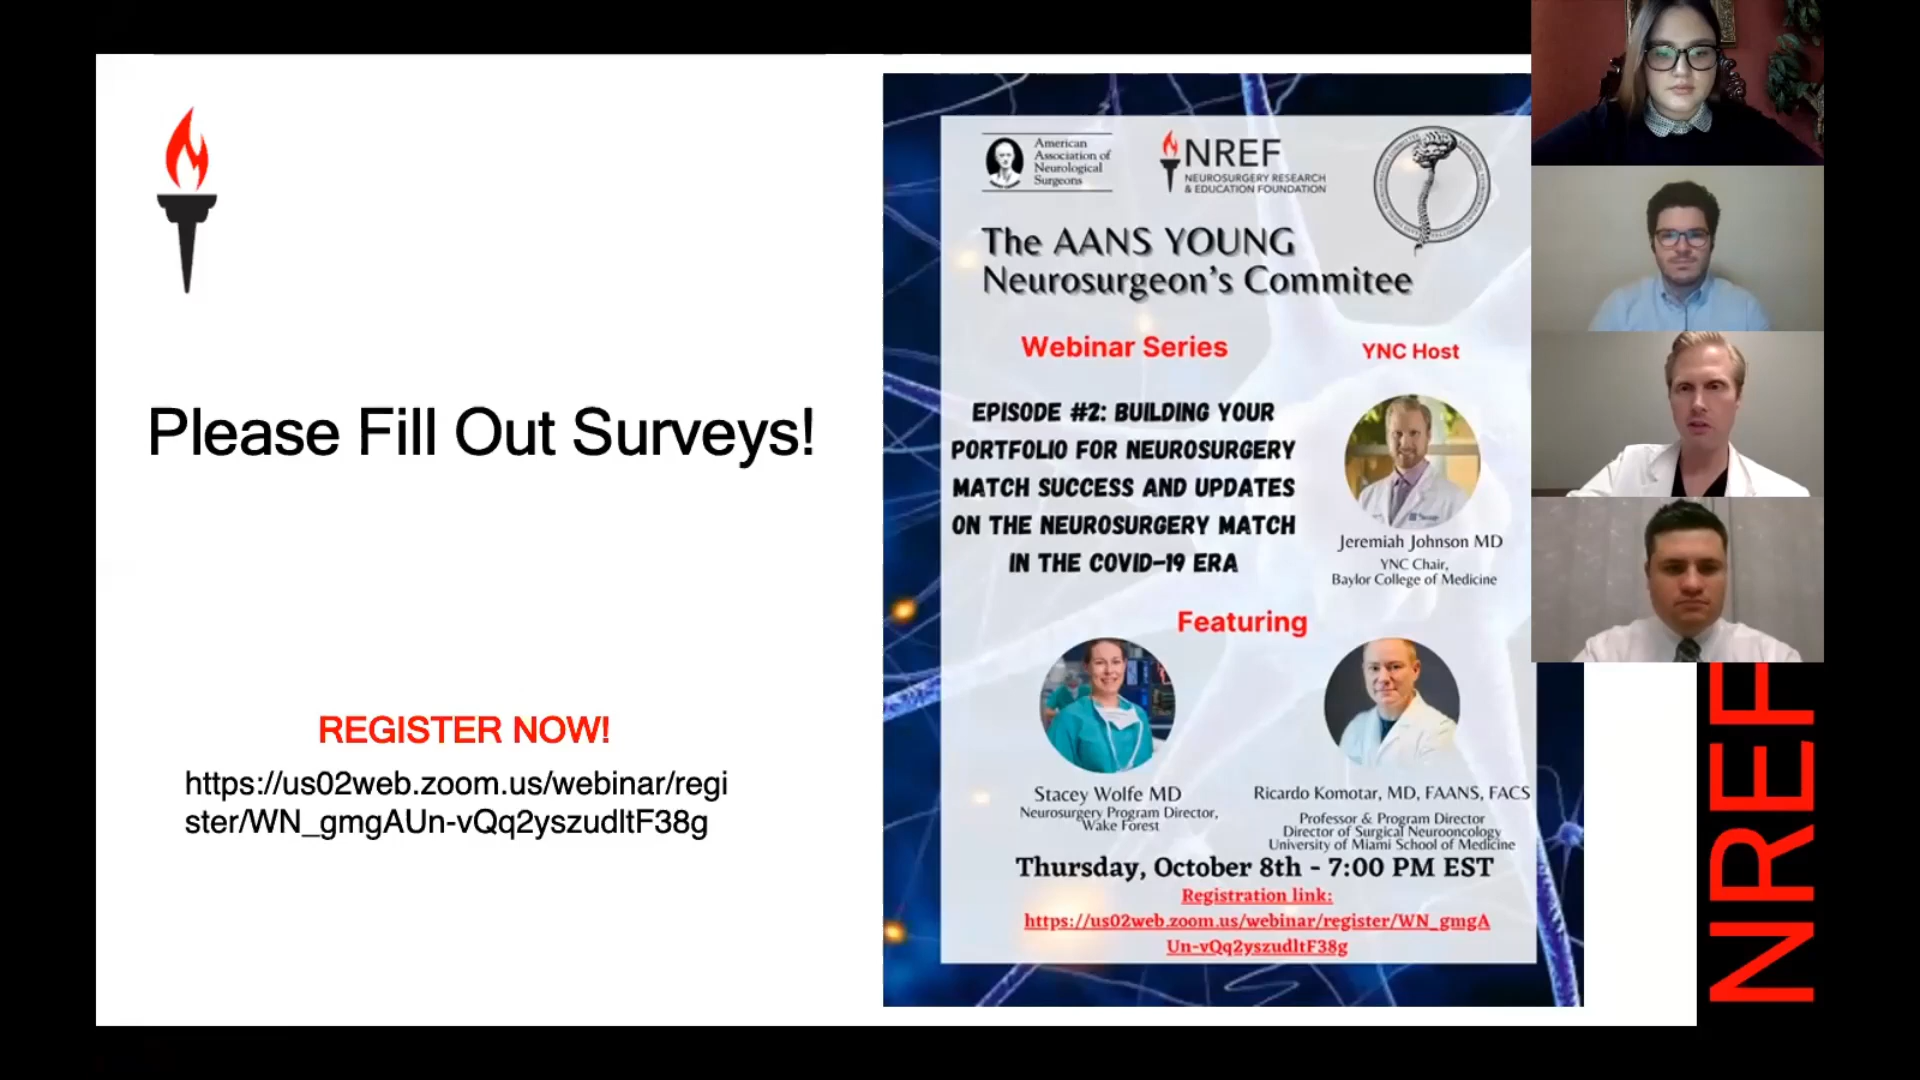 Please Fill Out Surveys!
REGISTER NOW!
https://us02web.zoom.us/webinar/regi
ster/WN_gmgAUn-vQq2yszudltF38g
American
Association of
Neurological
Surgeons
NREF
NEUROSURGERY RESEARCH
& EDUCATION FOUNDATION
The AANS YOUNG
Neurosurgeon's Commitee
Webinar Series
YNC Host
EPISODE #2: BUILDING YOUR
PORTFOLIO FOR NEUROSURGERY
MATCH SUCCESS AND UPDATES
ON THE NEUROSURGERY MATCH
IN THE COVID-19 ERA
Jeremiah Johnson MD
YNC Chair,
Baylor College of Medicine
Featuring
Stacey Wolfe MD
Neurosurgery Program Director,
Wake Forest
Ricardo Komotar, MD, FAANS, FACS
Professor & Program Director
Director of Surgical Neurooncology
University of Miami School of Medicine
Thursday, October 8th - 7:00 PM EST
Registration link:
https://us02web.zoom.us/webinar/register/WN_gmgA
Un-vQq2yszudltF38g
NREF